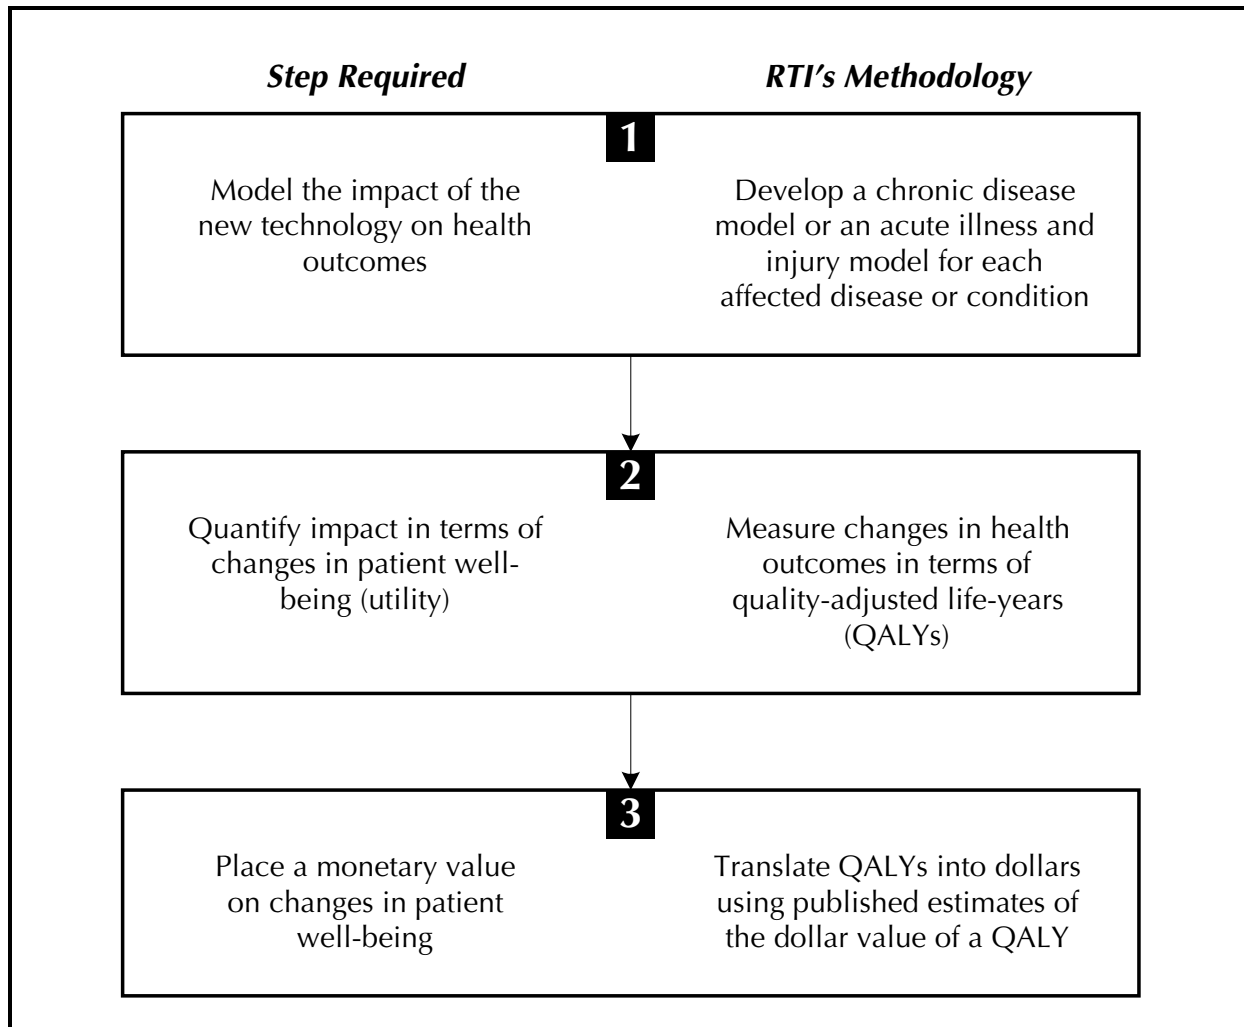 Step Required
RTI's Methodology
1
Model the impact of the
new technology on health
outcomes
Develop a chronic disease
model or an acute illness and
injury model for each
affected disease or condition
2
Quantify impact in terms of
changes in patient well-
being (utility)
Measure changes in health
outcomes in terms of
quality-adjusted life-years
(QALYs)
3
Place a monetary value
on changes in patient
well-being
Translate QALYs into dollars
using published estimates of
the dollar value of a QALY